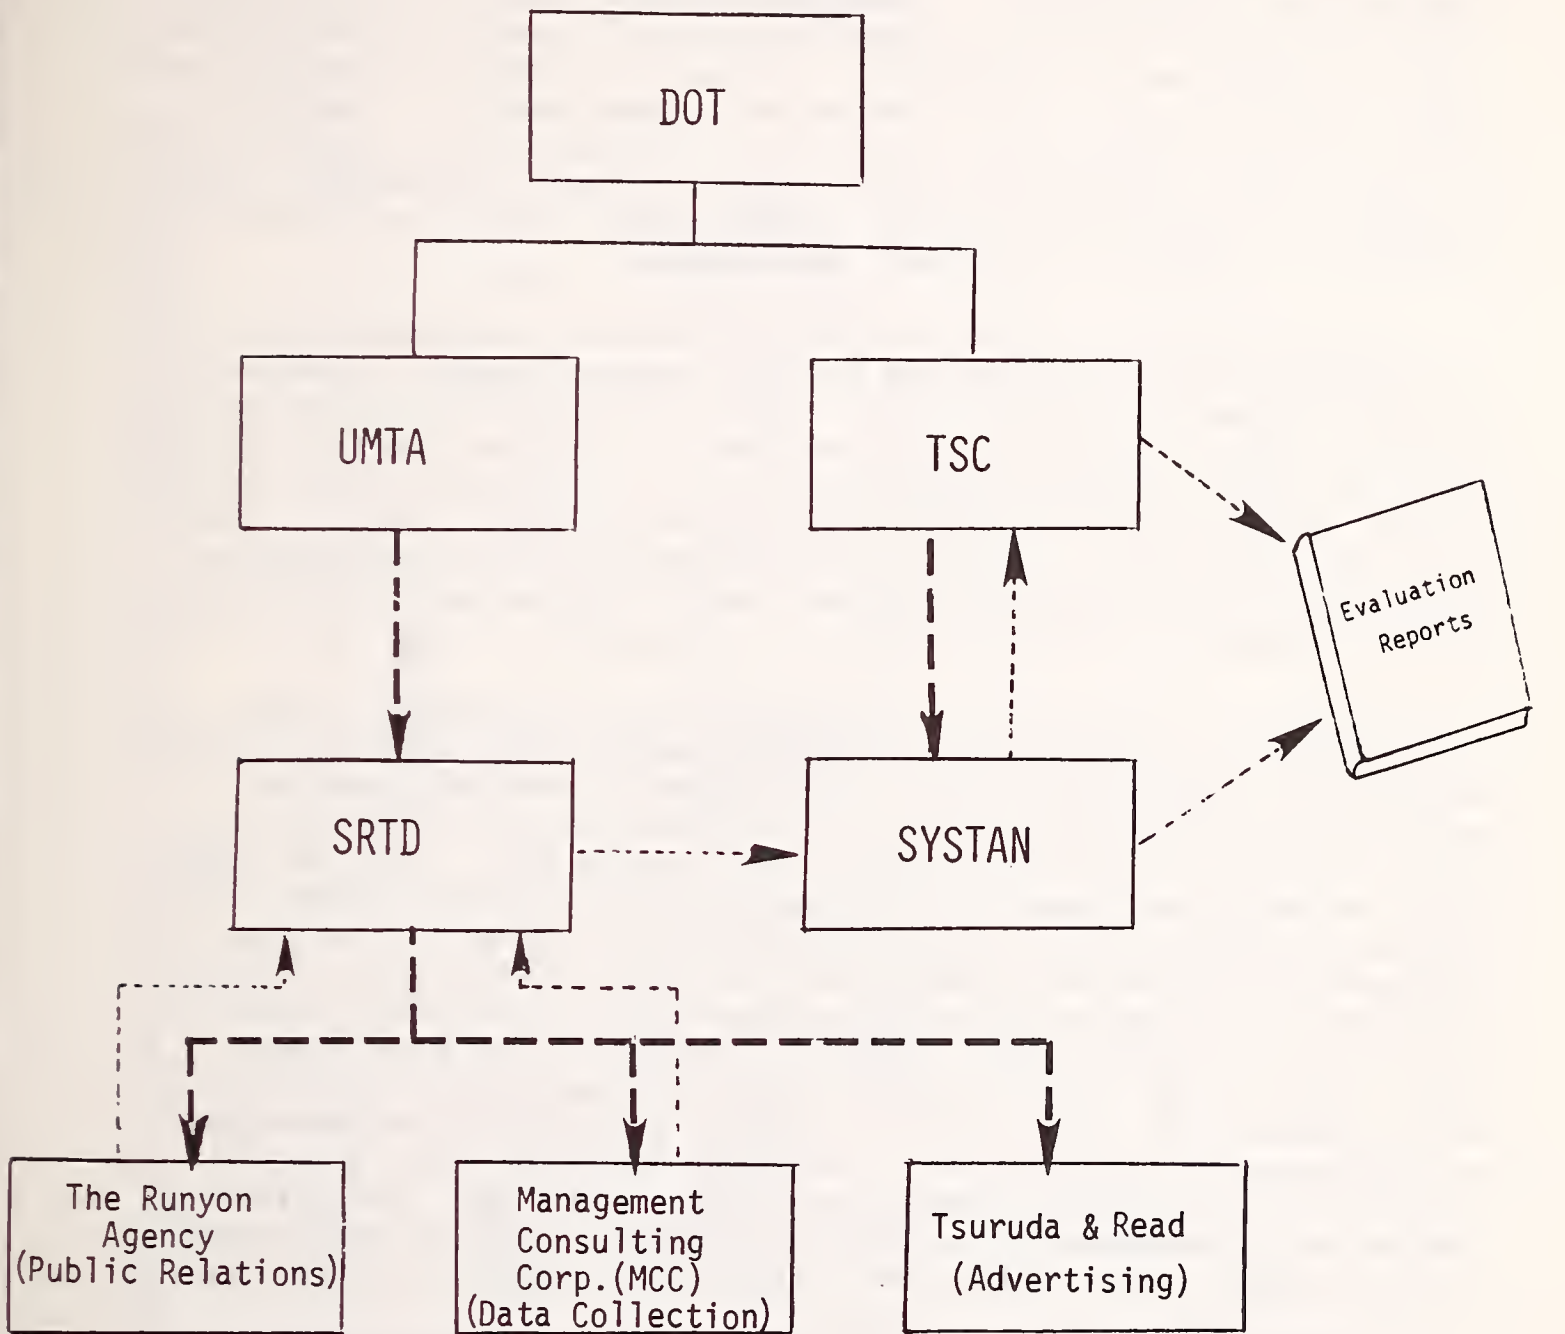 DOT
UMTA
TSC
Evaluation
Reports
SRTD
SYSTAN
The Runyon
Agency
(Public Relations)
Management
Consulting
Corp.(MCC)
(Data Collection)
Tsuruda & Read
(Advertising)